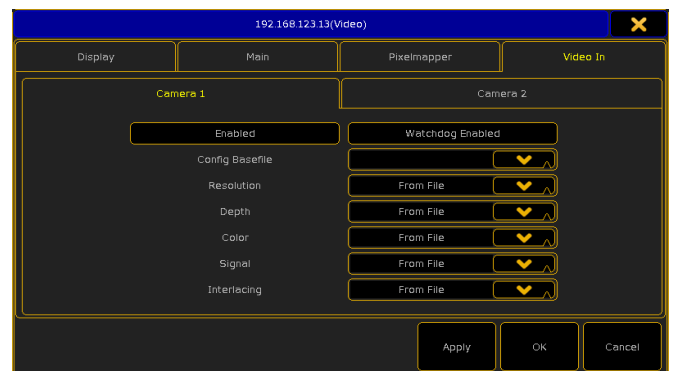 192.168.123.13(Video)
Display Main Pixelmapper Video In
Camera 1 Camera 2
Enabled Watchdog Enabled
Config Basefile
Resolution From File
Depth From File
Color From File
Signal From File
Interlacing From File
Apply OK Cancel